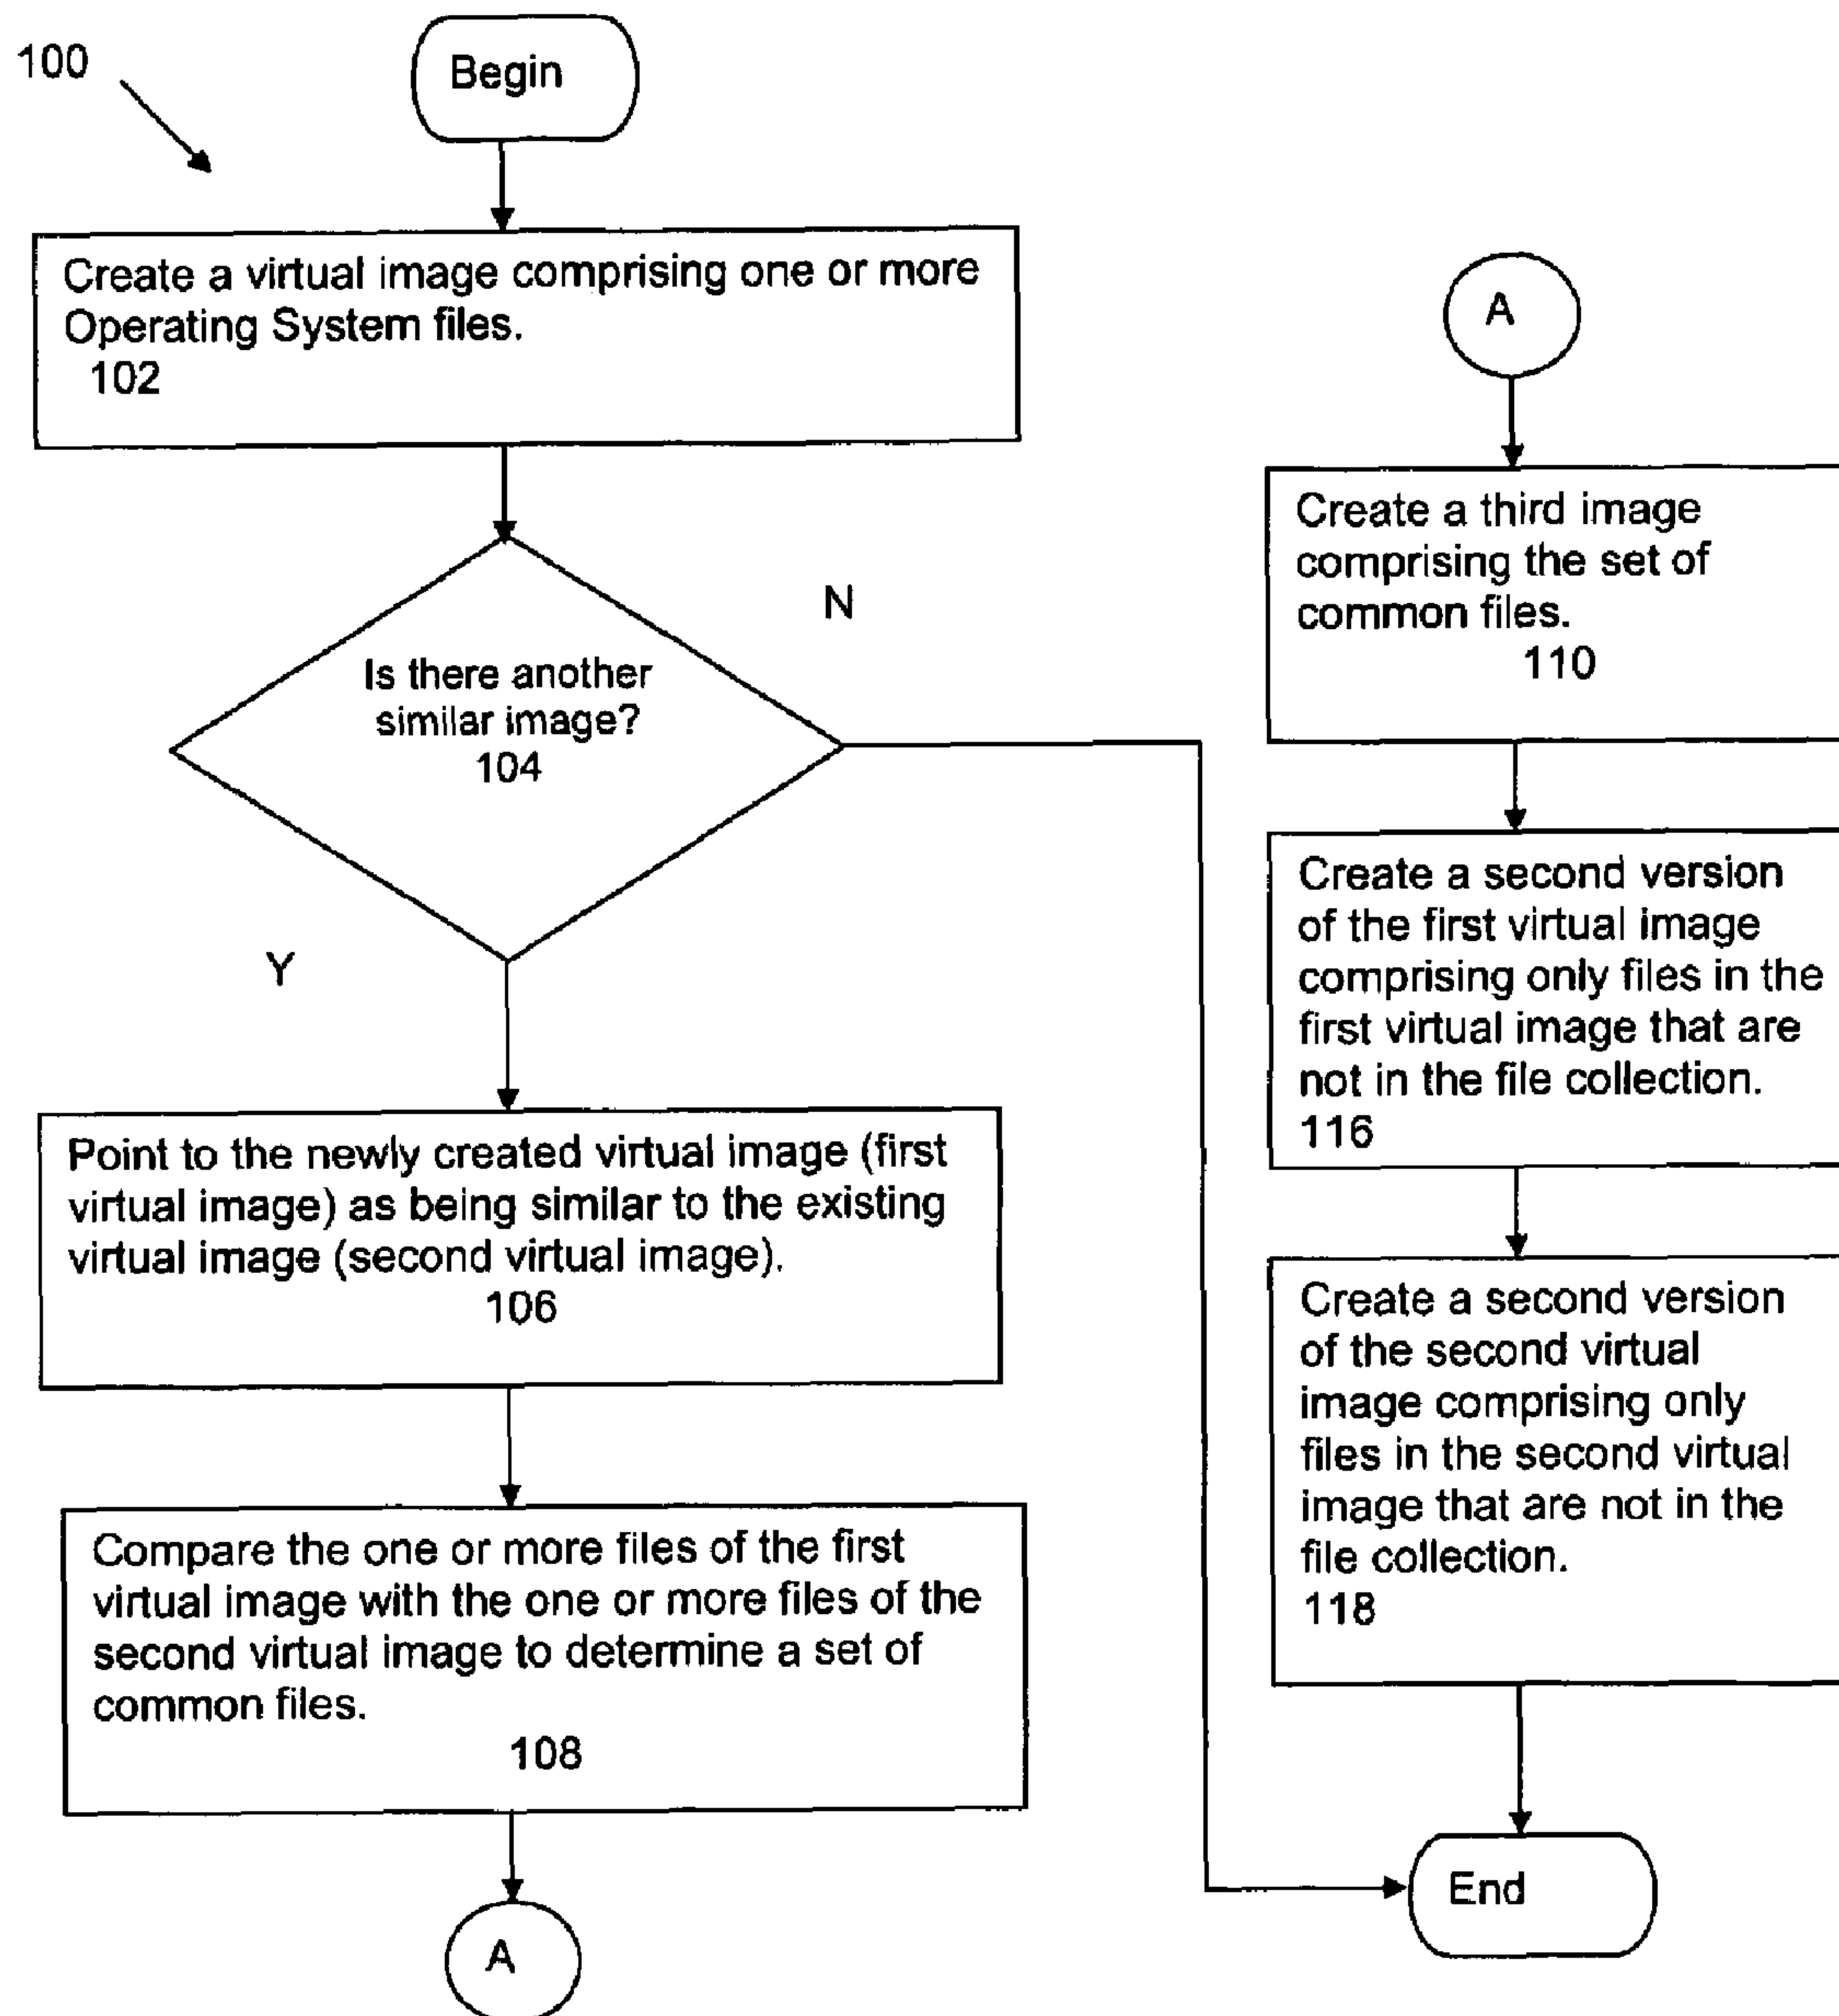 100
Begin
Create a virtual image comprising one or more
Operating System files.
102
Is there another
similar image?
104
N
Y
Point to the newly created virtual image (first
virtual image) as being similar to the existing
virtual image (second virtual image).
106
Compare the one or more files of the first
virtual image with the one or more files of the
second virtual image to determine a set of
common files.
108
A
A
Create a third image
comprising the set of
common files.
110
Create a second version
of the first virtual image
comprising only files in the
first virtual image that are
not in the file collection.
116
Create a second version
of the second virtual
image comprising only
files in the second virtual
image that are not in the
file collection.
118
End